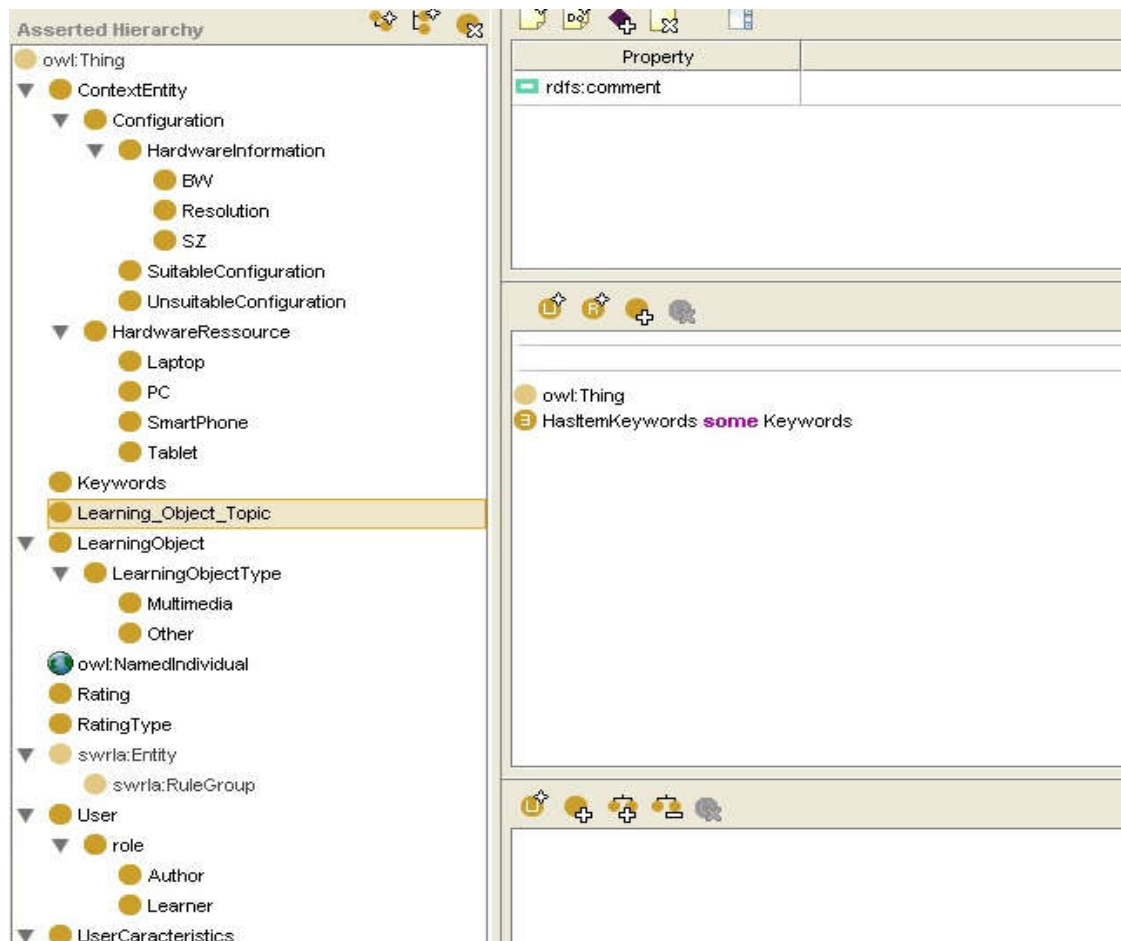 Asserted Hierarchy
owl:Thing
ContextEntity
Configuration
HardwareInformation
BW
Resolution
SZ
SuitableConfiguration
UnsuitableConfiguration
HardwareRessource
Laptop
PC
SmartPhone
Tablet
Keywords
Learning_Object_Topic
LearningObject
LearningObjectType
Multimedia
Other
owl:NamedIndividual
Rating
RatingType
swrla:Entity
swrla:RuleGroup
User
role
Author
Learner
UserCaracteristics
Property
rdfs:comment
owl:Thing
HasItemKeywords some Keywords